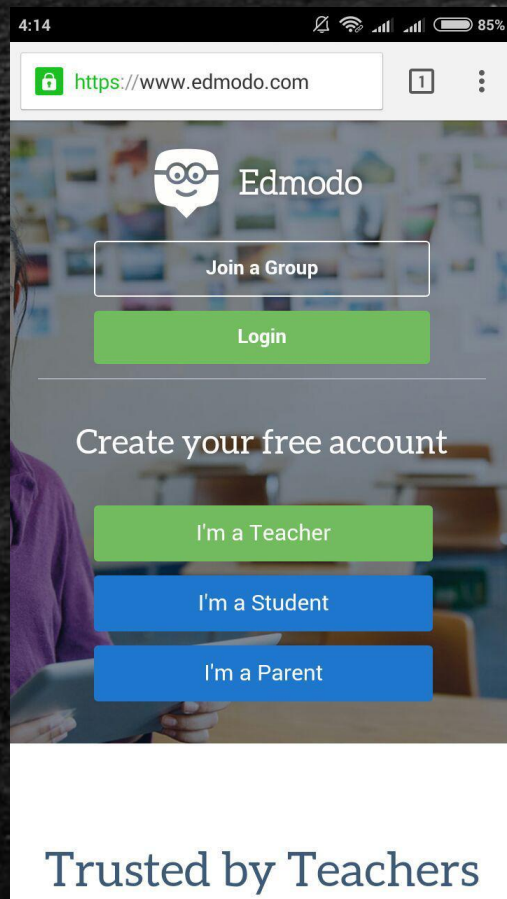 4:14
85%
https://www.edmodo.com
1
Edmodo
Join a Group
Login
Create your free account
I'm a Teacher
I'm a Student
I'm a Parent
Trusted by Teachers